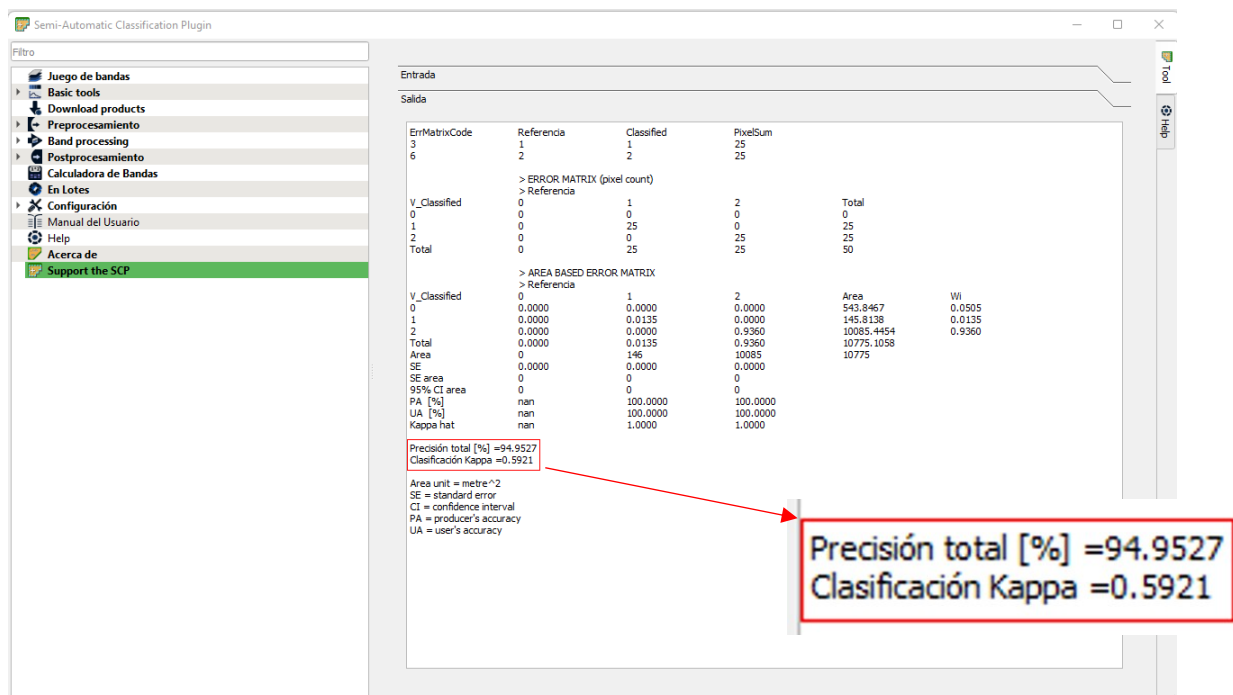 Semi-Automatic Classification Plugin
Filtro
Juego de bandas
Basic tools
Download products
Preprocesamiento
Band processing
Postprocesamiento
Calculadora de Bandas
En Lotes
Configuración
Manual del Usuario
Help
Acerca de
Support the SCP
Entrada
Salida
ErrMatrixCode Referencia Classified PixelSum
3 1 1 25
6 2 2 25
> ERROR MATRIX (pixel count)
> Referencia
V_Classified 0 1 2 Total
0 0 0 0 0
1 0 25 0 25
2 0 0 25 25
Total 0 25 25 50
> AREA BASED ERROR MATRIX
> Referencia
V_Classified 0 1 2 Area Wi
0 0.0000 0.0000 0.0000 543.8467 0.0505
1 0.0000 0.0135 0.0000 145.8138 0.0135
2 0.0000 0.0000 0.9360 10085.4454 0.9360
Total 0.0000 0.0135 0.9360 10775.1058
Area 0 146 10085 10775
SE 0.0000 0.0000 0.0000
SE area 0 0 0
95% CI area 0 0 0
PA [%] nan 100.0000 100.0000
UA [%] nan 100.0000 100.0000
Kappa hat nan 1.0000 1.0000
Precisión total [%] =94.9527
Clasificación Kappa =0.5921
Area unit = metre^2
SE = standard error
CI = confidence interval
PA = producer's accuracy
UA = user's accuracy
Precisión total [%] =94.9527
Clasificación Kappa =0.5921
Tool
Help